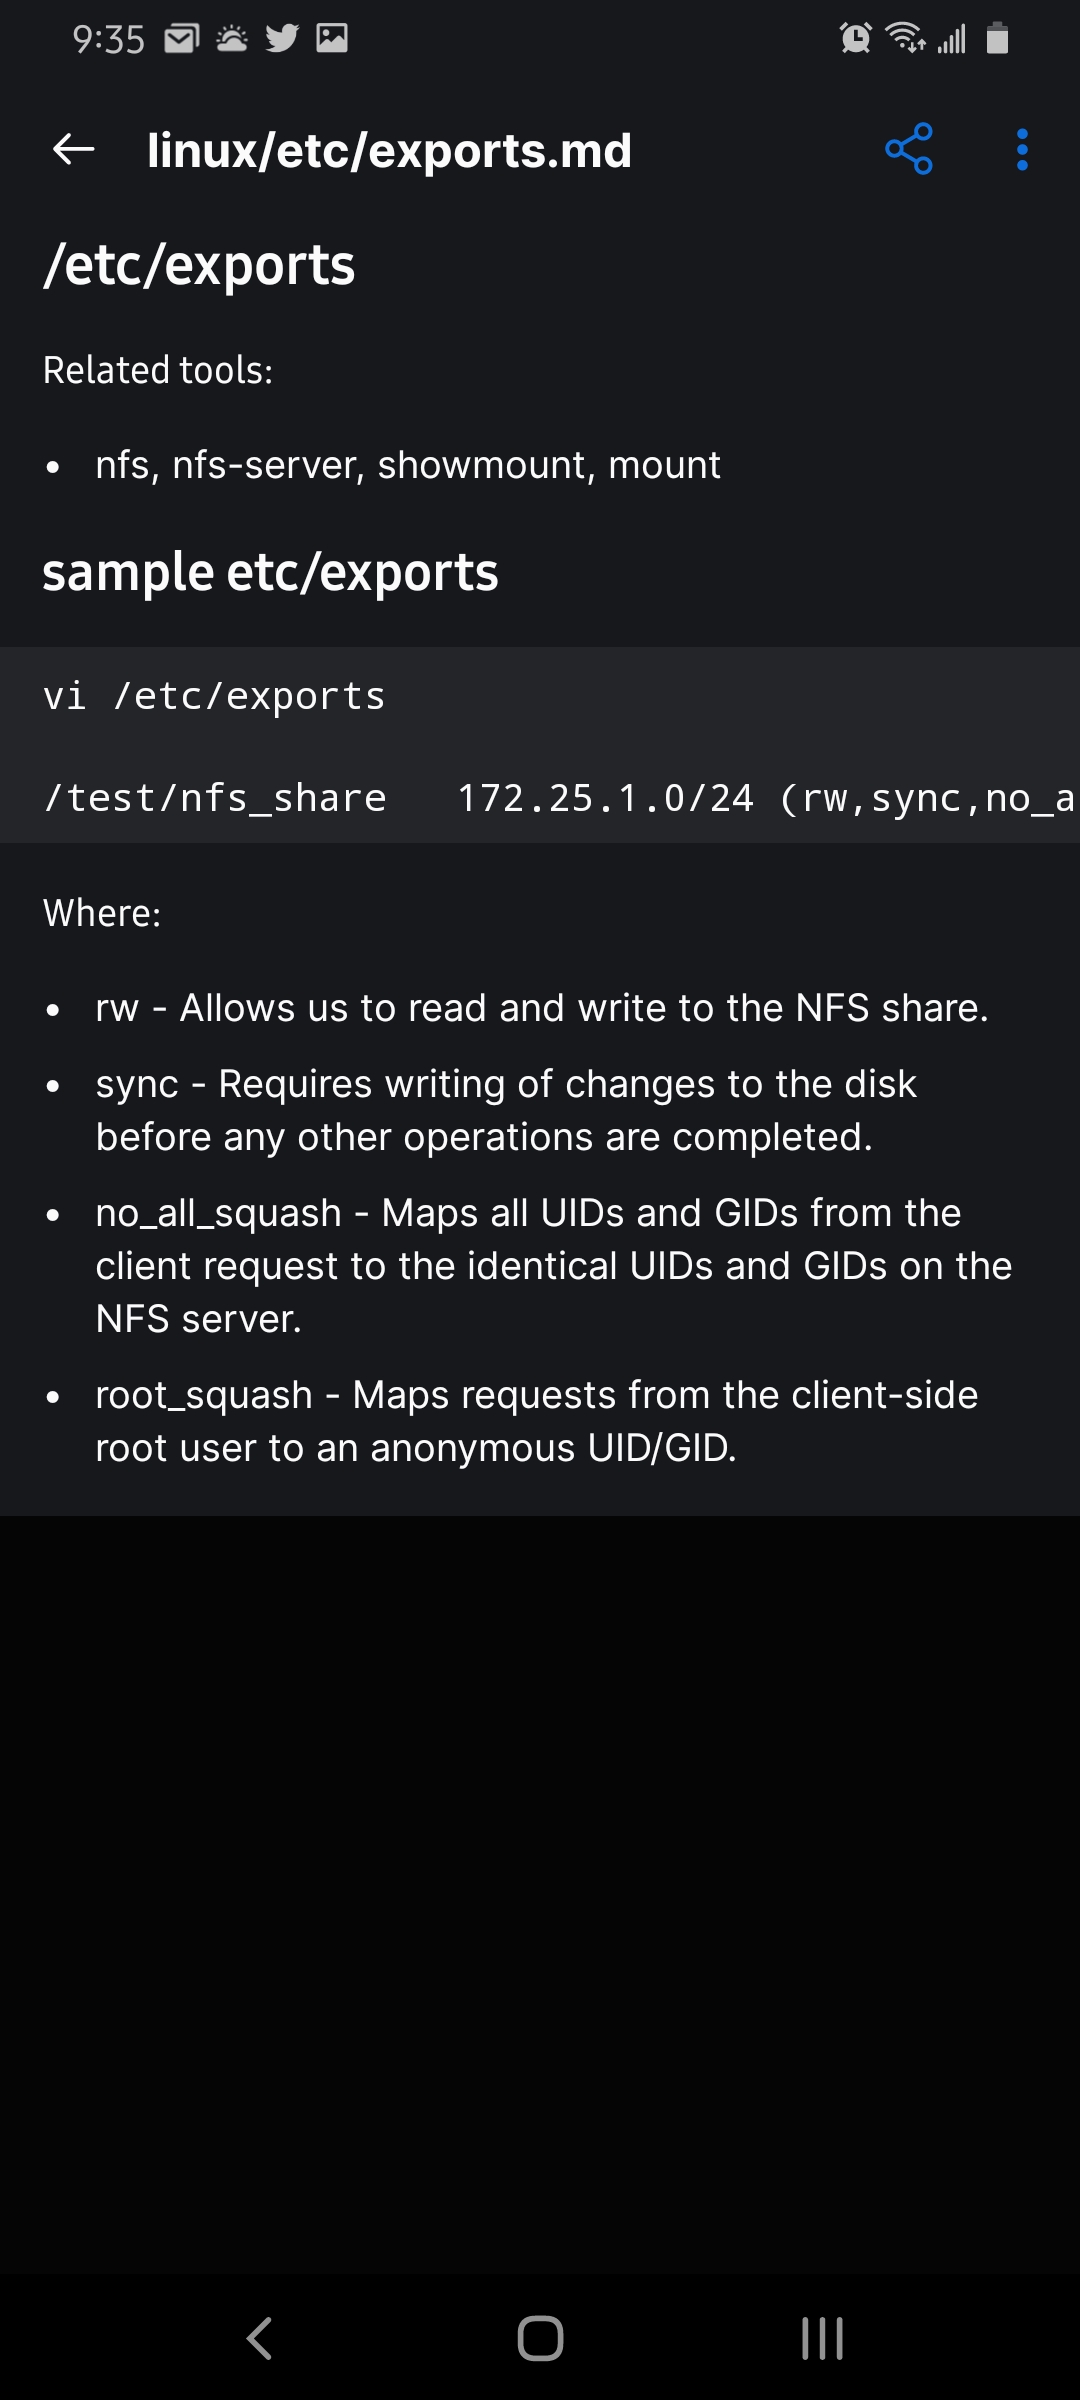 9:35
linux/etc/exports.md
/etc/exports
Related tools:
• nfs, nfs-server, showmount, mount
sample etc/exports
vi /etc/exports
/test/nfs_share   172.25.1.0/24 (rw,sync,no_a
Where:
• rw - Allows us to read and write to the NFS share.
• sync - Requires writing of changes to the disk
before any other operations are completed.
• no_all_squash - Maps all UIDs and GIDs from the
client request to the identical UIDs and GIDs on the
NFS server.
• root_squash - Maps requests from the client-side
root user to an anonymous UID/GID.